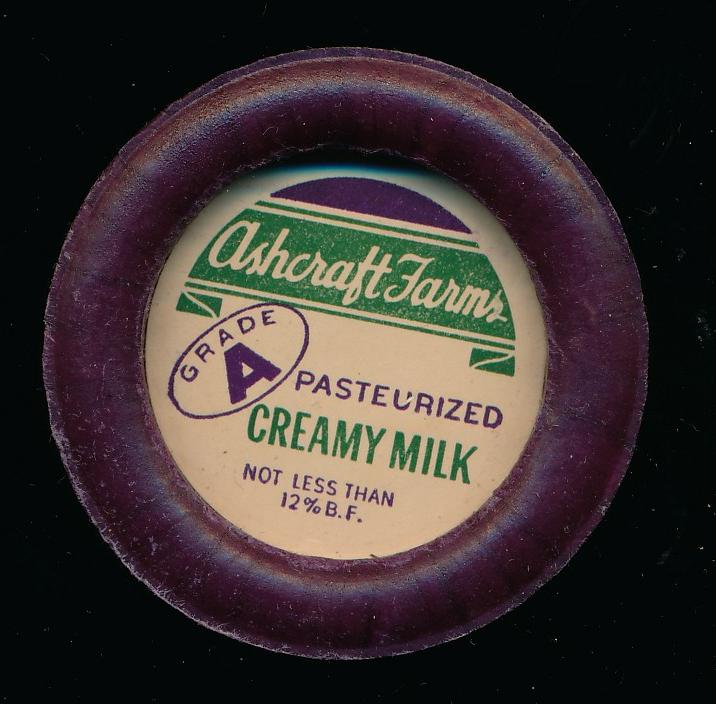 Ashcraft Farms
GRADE
A
PASTEURIZED
CREAMY MILK
NOT LESS THAN
12% B.F.